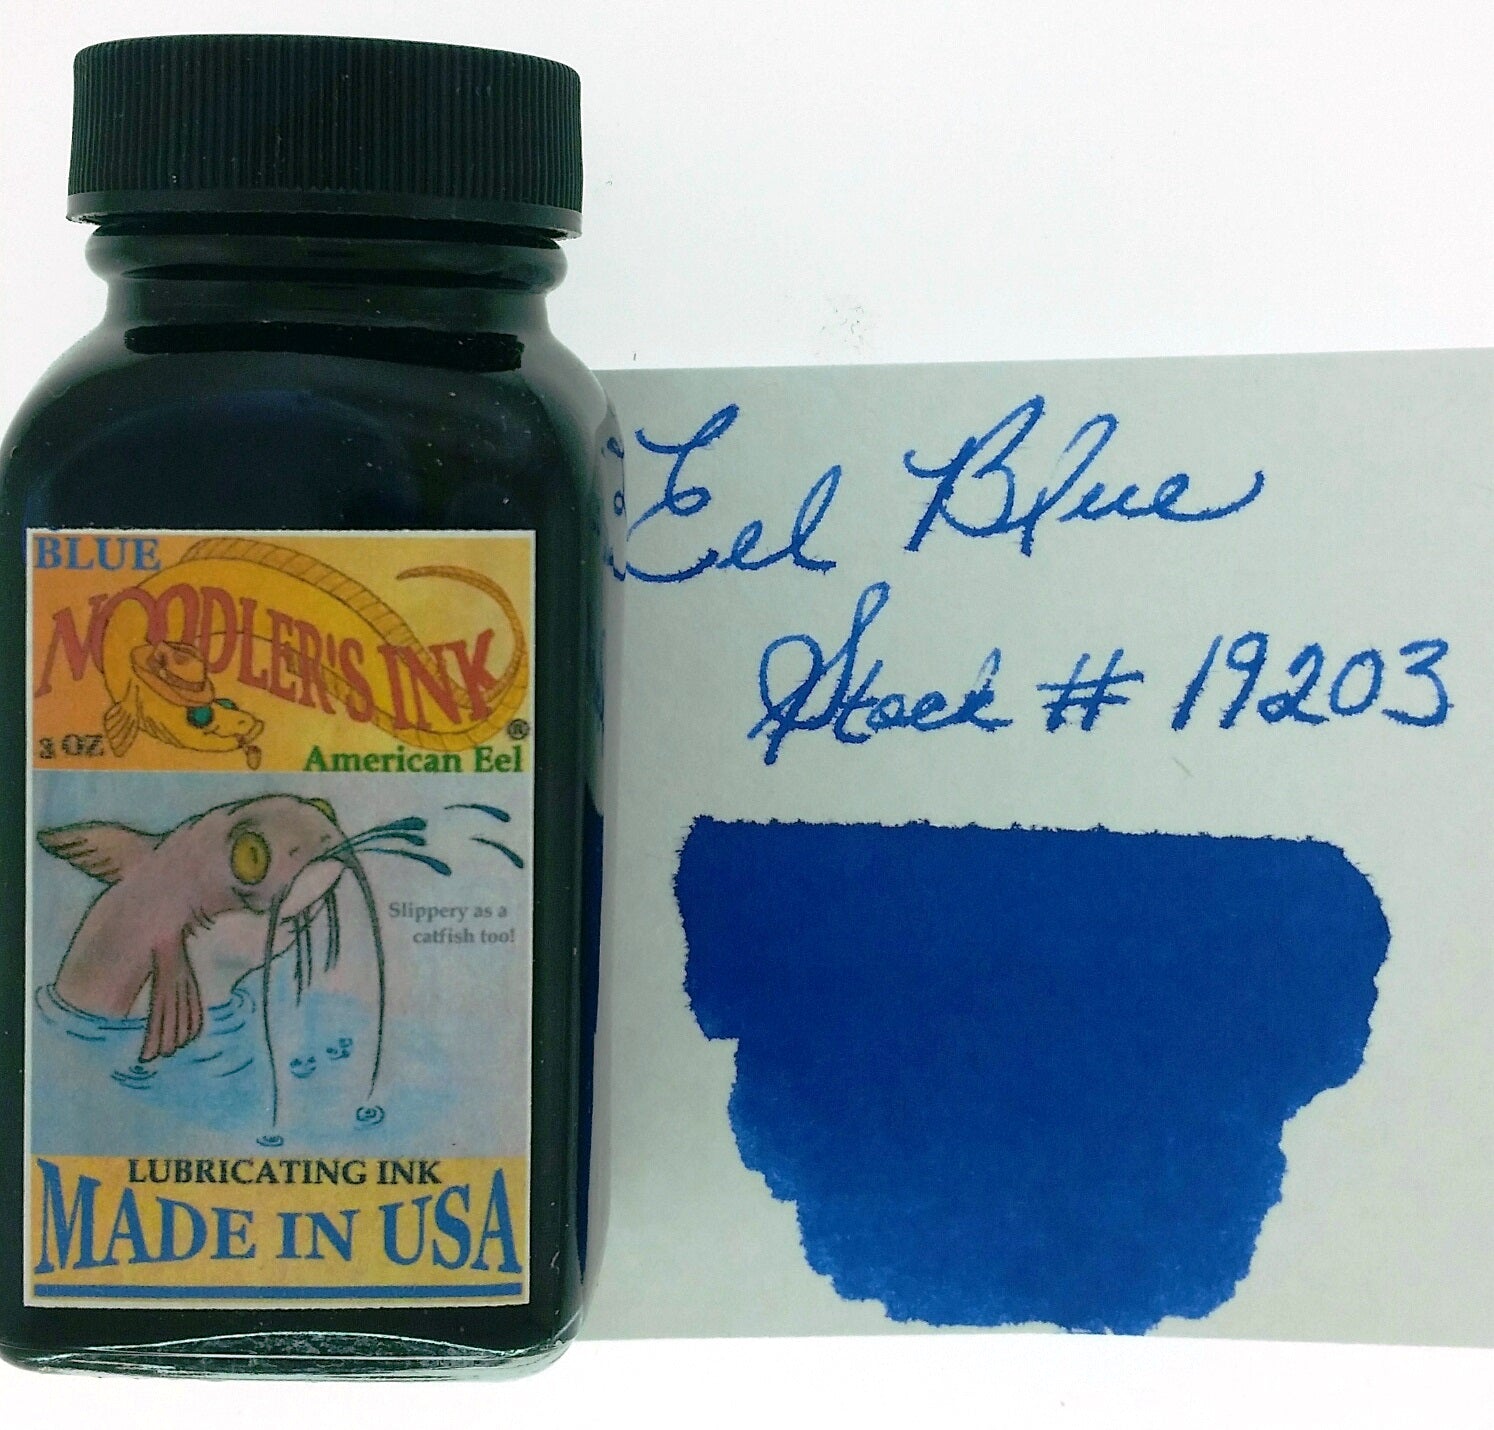 BLUE
NOODLER'S INK
®
3 OZ
American Eel
Slippery as a
catfish too!
LUBRICATING INK
MADE IN USA
Eel Blue
Stock # 19203